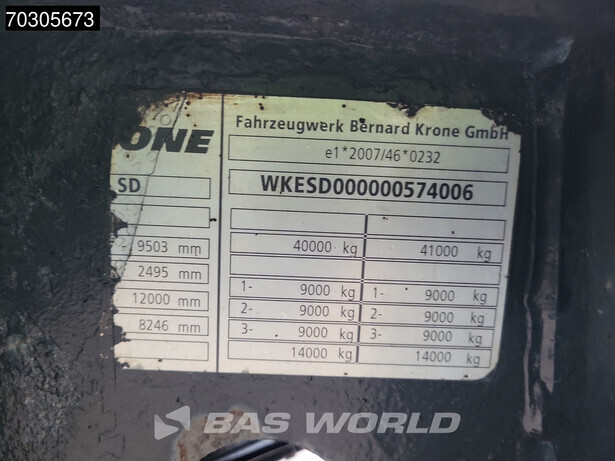 70305673
ONE
Fahrzeugwerk Bernard Krone GmbH
e1*2007/46*0232
SD
WKESD000000574006
9503 mm
40000 kg
41000 kg
2495 mm
12000 mm
1- 9000 kg
1- 9000 kg
2- 9000 kg
2- 9000 kg
8246 mm
3- 9000 kg
3- 9000 kg
14000 kg
14000 kg
BAS WORLD